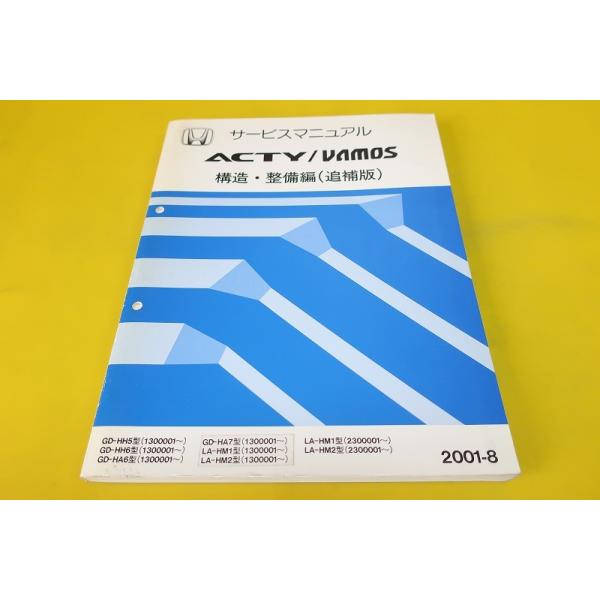 サービスマニュアル
ACTY/VAMOS
構造・整備編(追補版)
GD-HH5型(1300001~)
GD-HH6型(1300001~)
GD-HA6型(1300001~)
GD-HA7型(1300001~)
LA-HM1型(1300001~)
LA-HM2型(1300001~)
LA-HM1型(2300001~)
LA-HM2型(2300001~)
2001-8